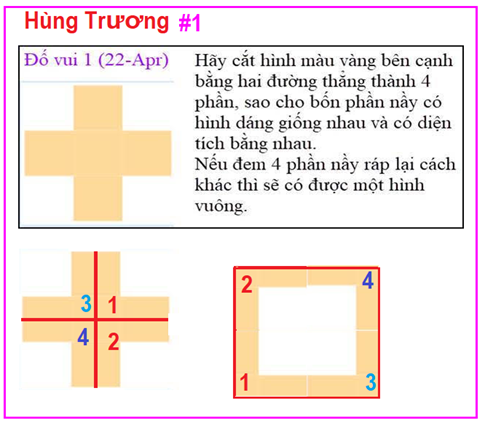 Hùng Trương #1
Đố vui 1 (22-Apr)
Hãy cắt hình màu vàng bên cạnh
bằng hai đường thẳng thành 4
phần, sao cho bốn phần nầy có
hình dáng giống nhau và có diện
tích bằng nhau.
Nếu đem 4 phần nầy ráp lại cách
khác thì sẽ có được một hình
vuông.
3 1
4 2
2 4
1 3